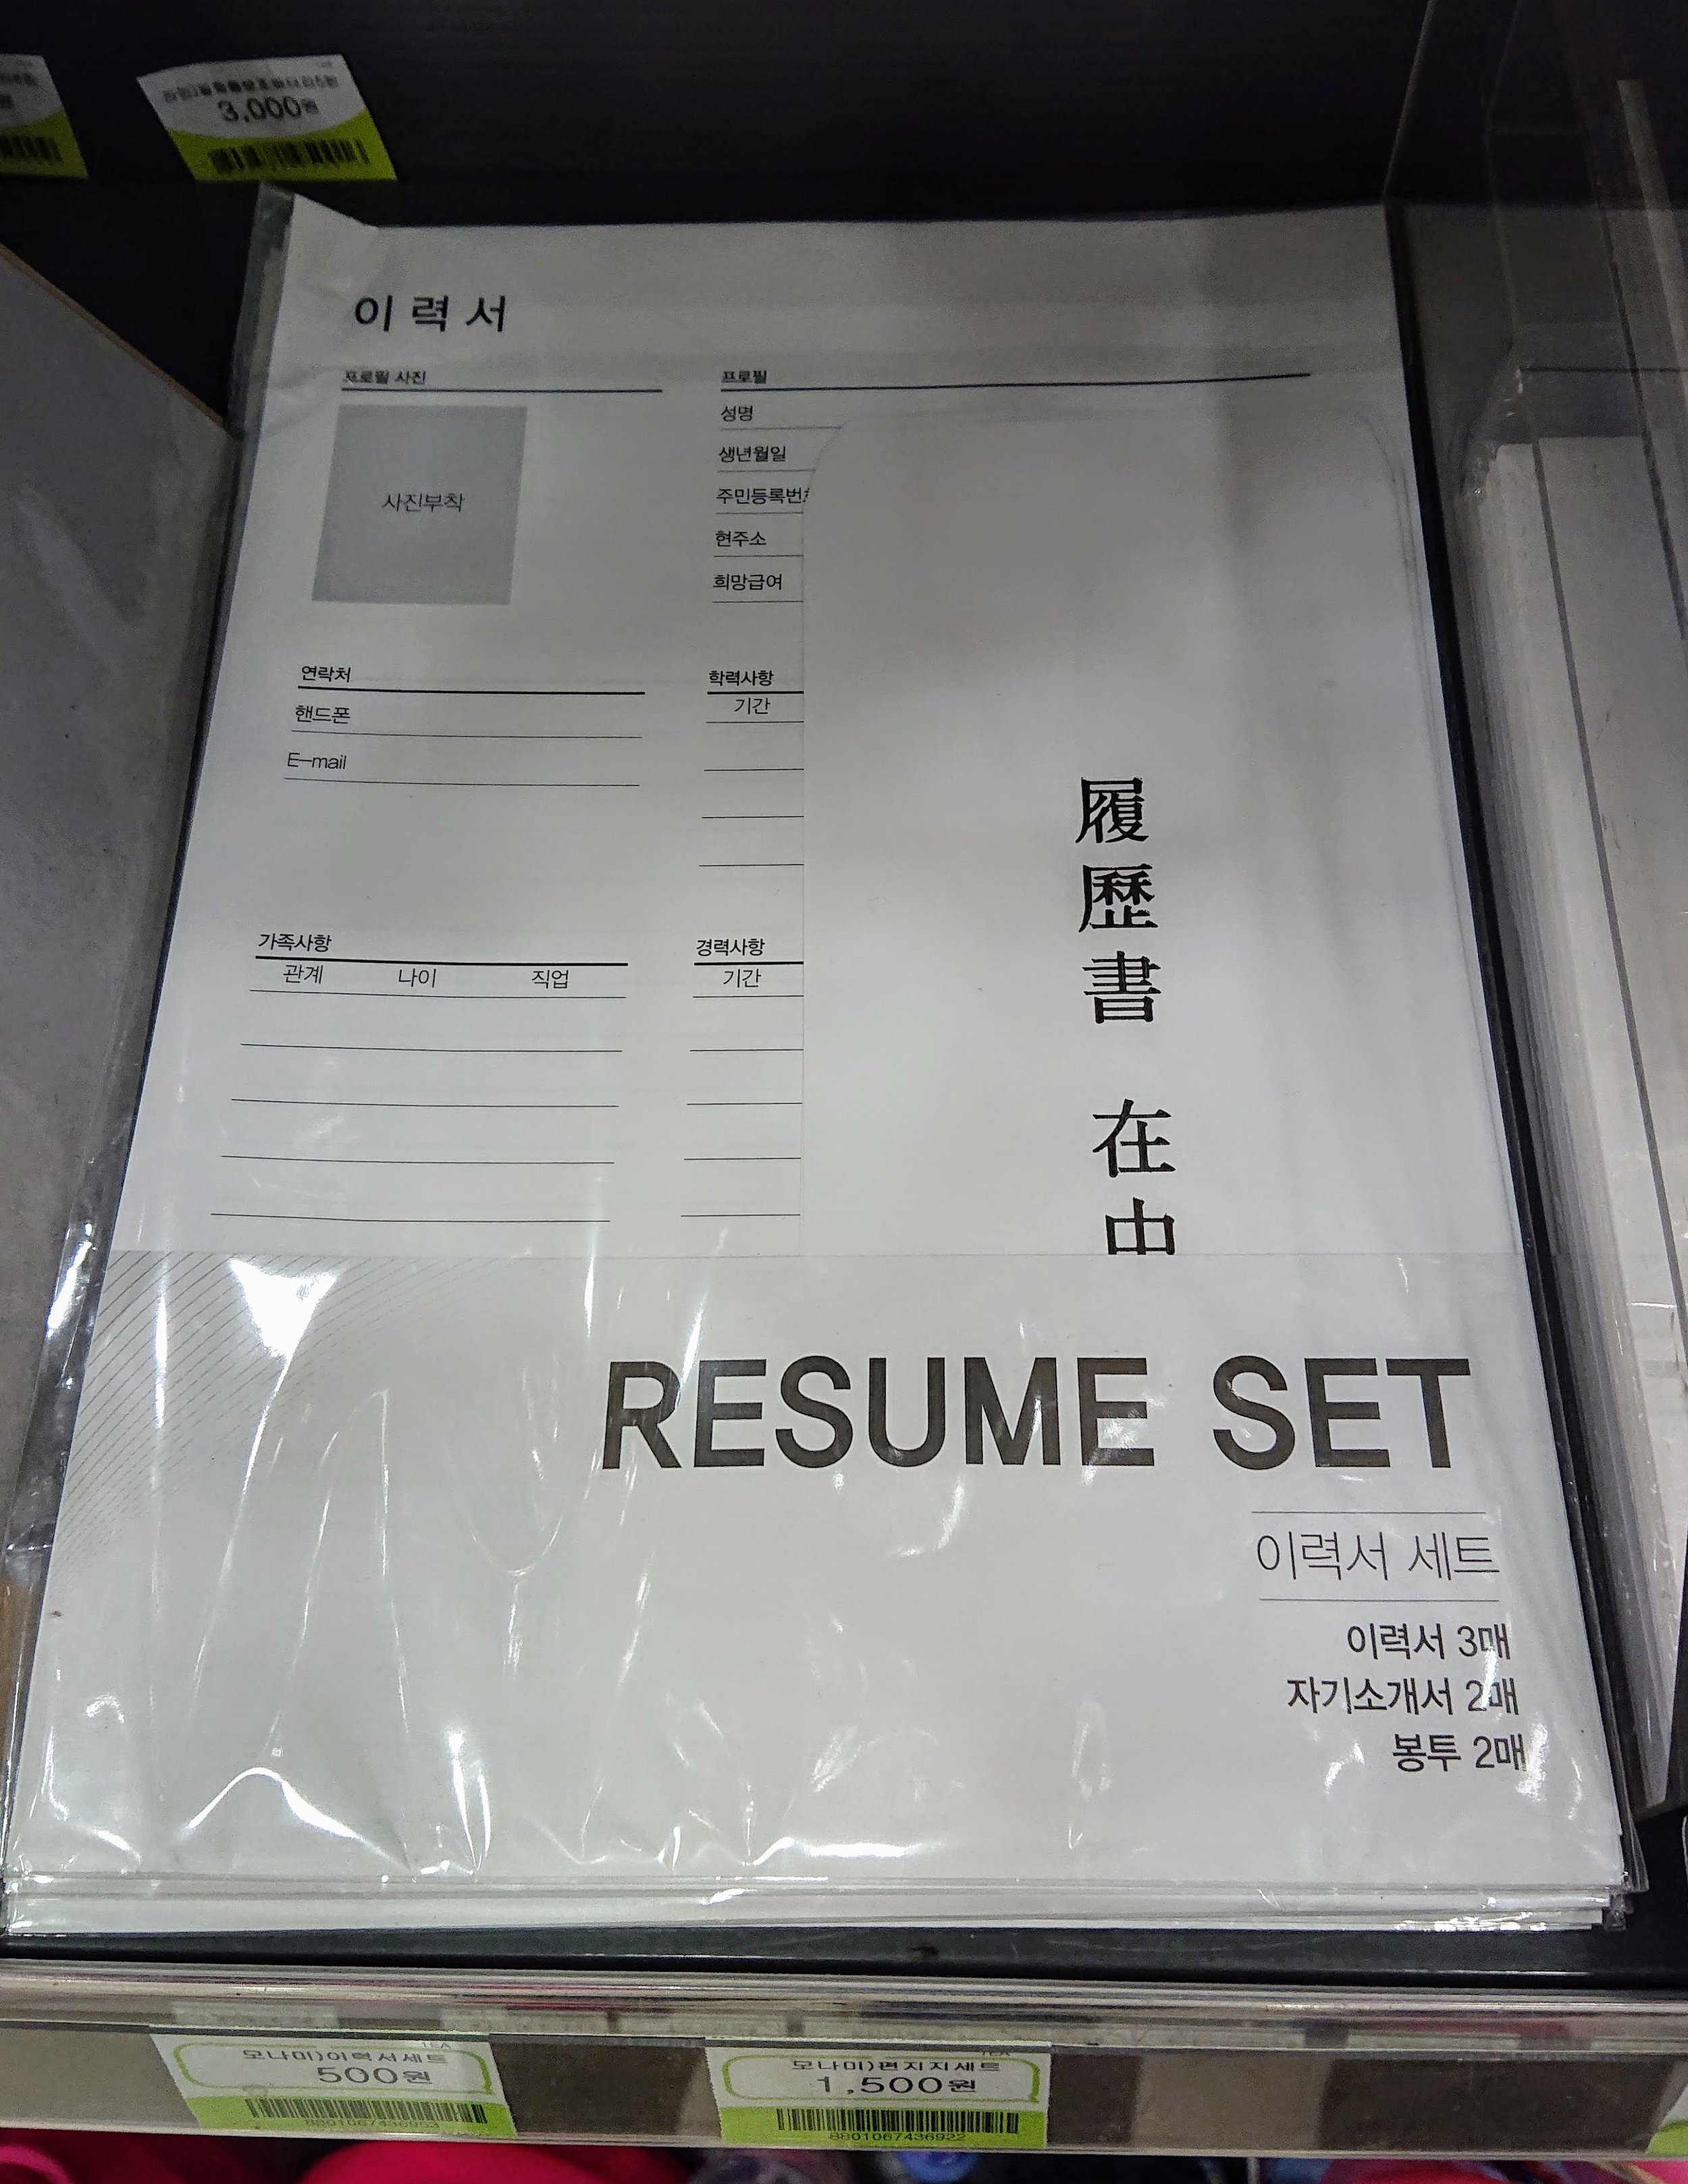 3,000원
이력서
프로필 사진
사진부착
프로필
성명
생년월일
주민등록번호
현주소
희망급여
연락처
핸드폰
E-mail
학력사항
기간
가족사항
관계 나이 직업
경력사항
기간
履歷書 在中
RESUME SET
이력서 세트
이력서 3매
자기소개서 2매
봉투 2매
1EA
모나미)이력서세트
500원
1EA
모나미)편지지세트
1,500원
8801067436922